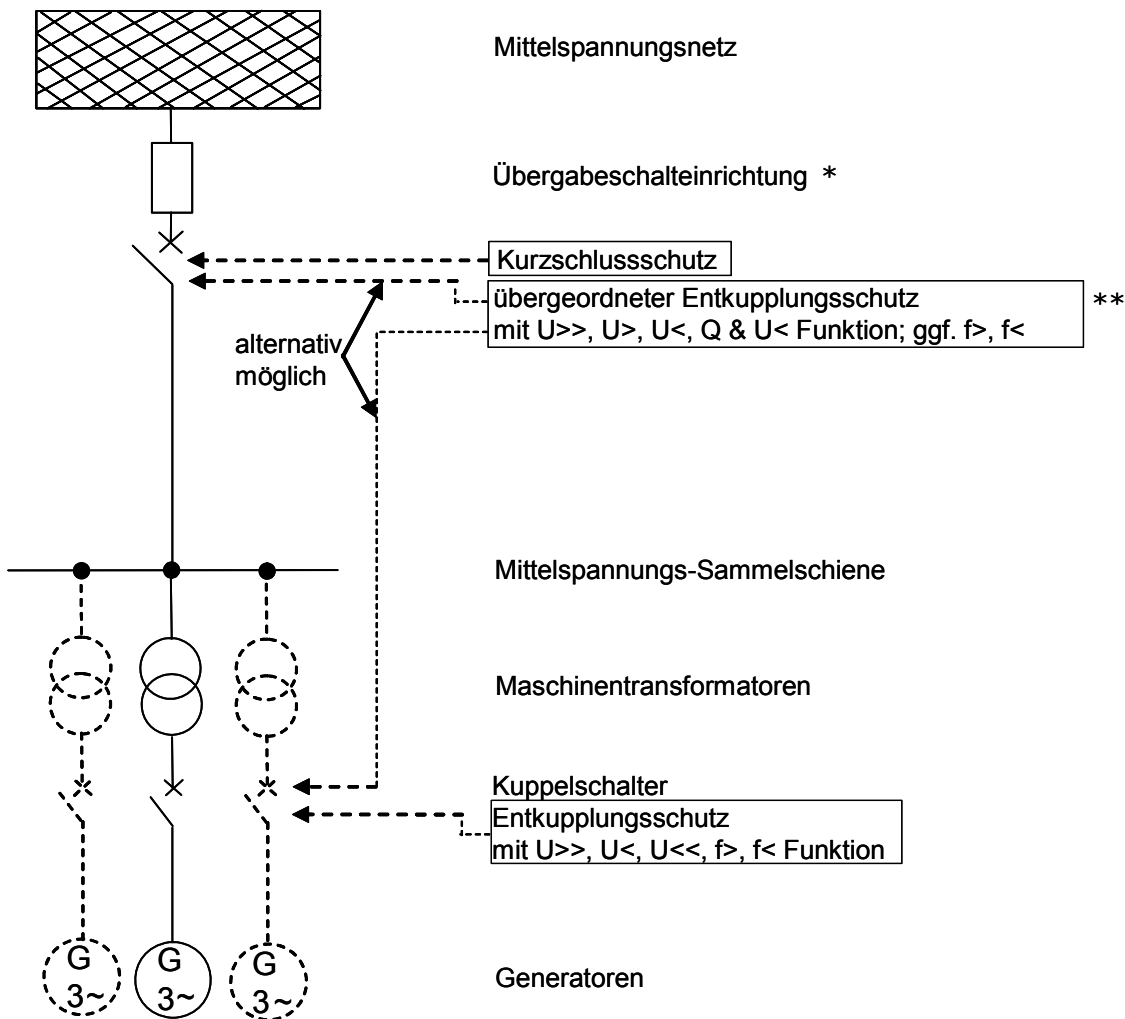 Mittelspannungsnetz
Übergabeschalteinrichtung *
Kurzschlussschutz
übergeordneter Entkupplungsschutz **
mit U>>, U>, U<, Q & U< Funktion; ggf. f>, f<
alternativ
möglich
Mittelspannungs-Sammelschiene
Maschinentransformatoren
Kuppelschalter
Entkupplungsschutz
mit U>>, U<, U<<, f>, f< Funktion
G
3~
G
3~
G
3~
Generatoren